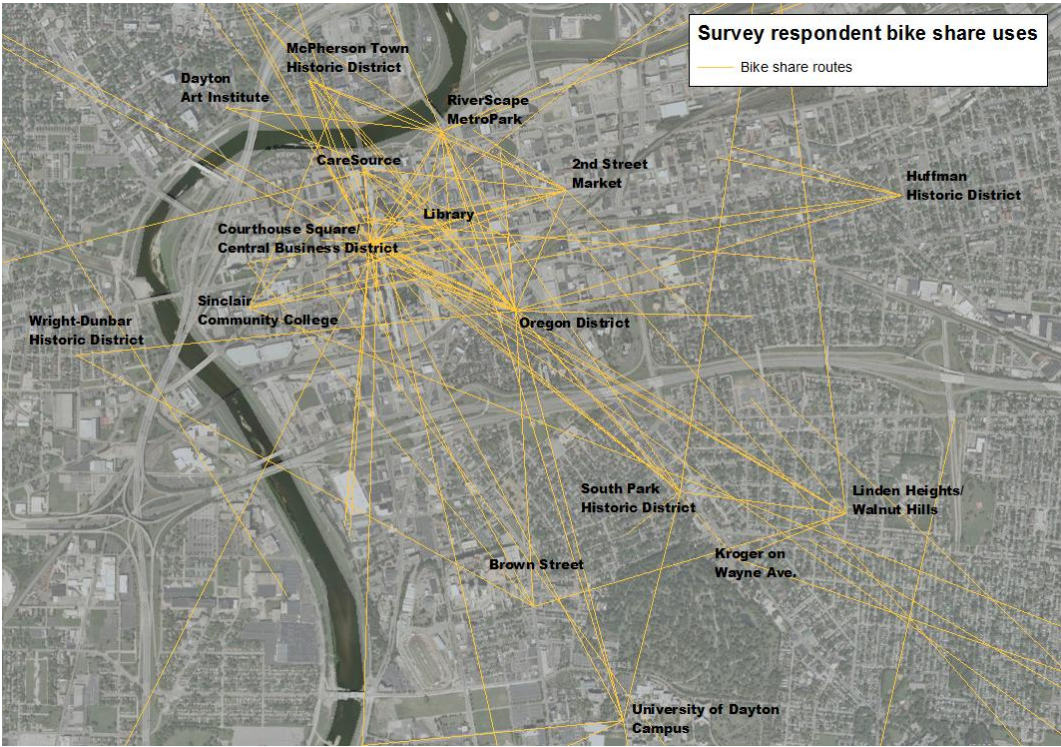 Survey respondent bike share uses
Bike share routes
McPherson Town
Historic District
Dayton
Art Institute
RiverScape
MetroPark
CareSource
2nd Street
Market
Huffman
Historic District
Library
Courthouse Square/
Central Business District
Sinclair
Community College
Wright-Dunbar
Historic District
Oregon District
South Park
Historic District
Linden Heights/
Walnut Hills
Kroger on
Wayne Ave.
Brown Street
University of Dayton
Campus